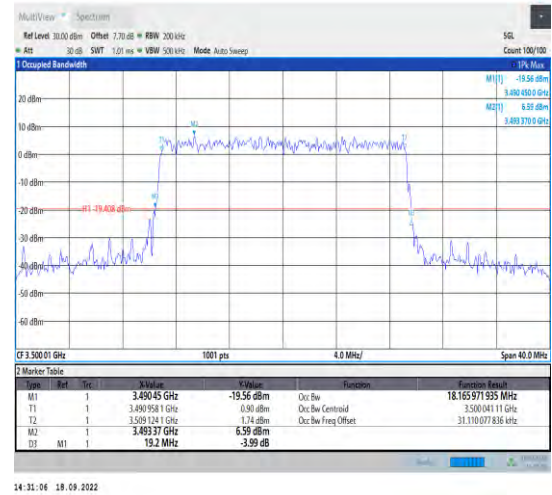 MultiView Spectrum
Ref Level 30.00 dBm Offset 7.70 dB RBW 200 kHz SGL
Att 30 dB SWT 1.01 ms VBW 500 kHz Mode Auto Sweep Count 100/100
1 Occupied Bandwidth 1Pk Max
M1[1] -19.56 dBm
3.490 450 0 GHz
M2[1] 6.59 dBm
3.493 370 0 GHz
20 dBm
10 dBm
M2
T1
T2
0 dBm
-10 dBm
-20 dBm
H1 -19.408 dBm
-30 dBm
-40 dBm
-50 dBm
-60 dBm
CF 3.500 01 GHz 1001 pts 4.0 MHz/ Span 40.0 MHz
2 Marker Table
Type Ref Trc X-Value Y-Value Function Function Result
M1 1 3.490 45 GHz -19.56 dBm Occ Bw 18.165 971 935 MHz
T1 1 3.490 958 1 GHz 0.90 dBm Occ Bw Centroid 3.500 041 11 GHz
T2 1 3.509 124 1 GHz 1.74 dBm Occ Bw Freq Offset 31.110 077 836 kHz
M2 1 3.493 37 GHz 6.59 dBm
D3 M1 1 19.2 MHz -3.99 dB
14:31:06 18.09.2022